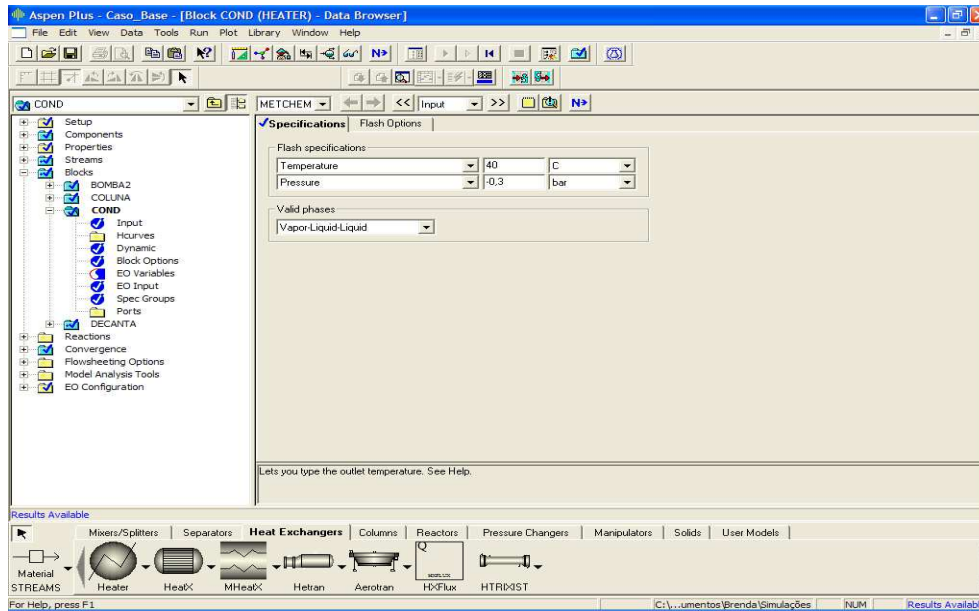 Aspen Plus - Caso_Base - [Block COND (HEATER) - Data Browser]
File Edit View Data Tools Run Plot Library Window Help
COND METCHEM << Input >> N>
Specifications Flash Options
Setup
Components
Properties
Streams
Blocks
BOMBA2
COLUNA
COND
Input
Hcurves
Dynamic
Block Options
EO Variables
EO Input
Spec Groups
Ports
DECANTA
Reactions
Convergence
Flowsheeting Options
Model Analysis Tools
EO Configuration
Flash specifications
Temperature 40 C
Pressure -0,3 bar
Valid phases
Vapor-Liquid-Liquid
Lets you type the outlet temperature. See Help.
Results Available
Mixers/Splitters Separators Heat Exchangers Columns Reactors Pressure Changers Manipulators Solids User Models
Material
STREAMS Heater HeatX MHeatX Hetran Aerotran HXFlux HTRIXIST
For Help, press F1 C:\...umentos\Brenda\Simulações NUM Results Availab